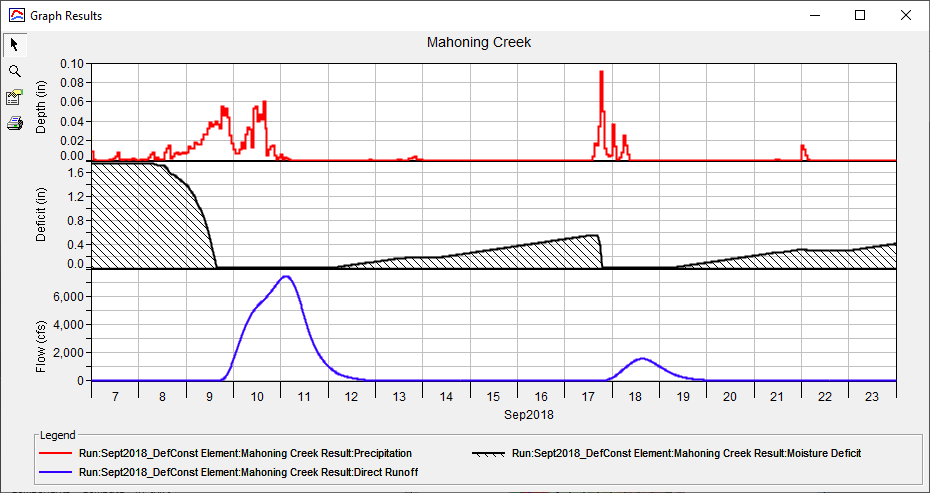 Graph Results
Mahoning Creek
Depth (in)
0.10
0.08
0.06
0.04
0.02
0.00
Deficit (in)
1.6
1.2
0.8
0.4
0.0
Flow (cfs)
6,000
4,000
2,000
0
7 8 9 10 11 12 13 14 15 16 17 18 19 20 21 22 23
Sep2018
Legend
Run:Sept2018_DefConst Element:Mahoning Creek Result:Precipitation
Run:Sept2018_DefConst Element:Mahoning Creek Result:Moisture Deficit
Run:Sept2018_DefConst Element:Mahoning Creek Result:Direct Runoff